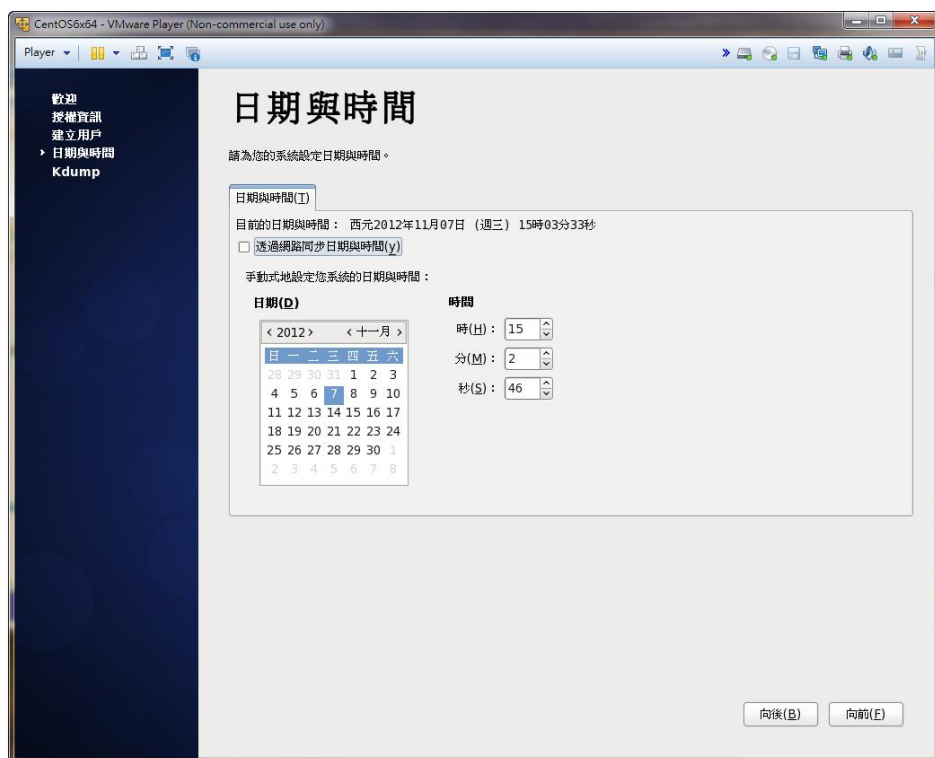 CentOS6x64 - VMware Player (Non-commercial use only)
Player
歡迎
授權資訊
建立用戶
日期與時間
Kdump
日期與時間
請為您的系統設定日期與時間。
日期與時間(T)
目前的日期與時間： 西元2012年11月07日 (週三) 15時03分33秒
透過網路同步日期與時間(y)
手動式地設定您系統的日期與時間：
日期(D)
2012 十一月
日 一 二 三 四 五 六
28 29 30 31 1 2 3
4 5 6 7 8 9 10
11 12 13 14 15 16 17
18 19 20 21 22 23 24
25 26 27 28 29 30 1
2 3 4 5 6 7 8
時間
時(H)： 15
分(M)： 2
秒(S)： 46
向後(B) 向前(F)